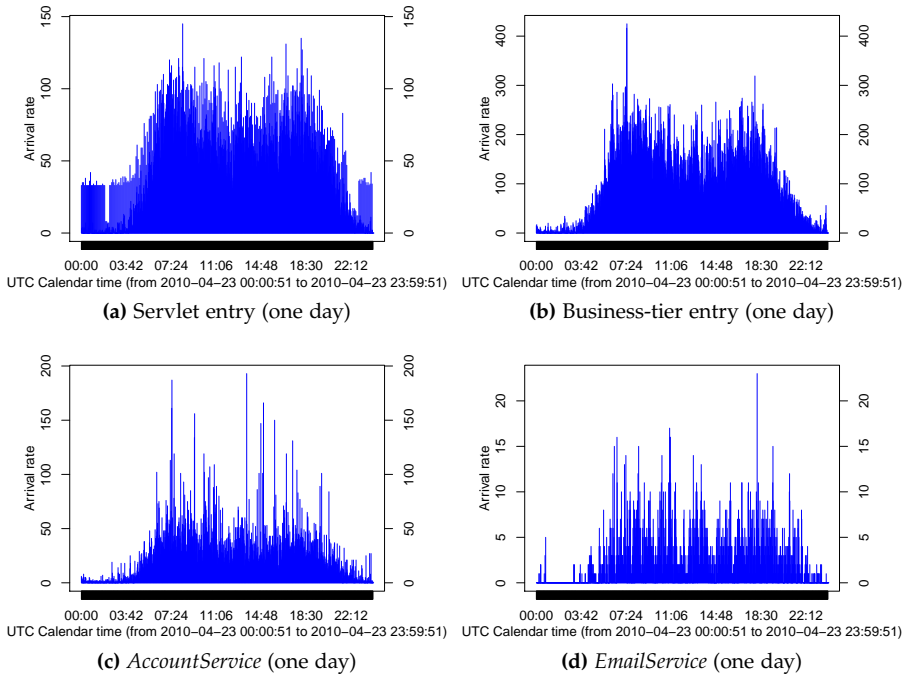 150
100
50
0
Arrival rate
150
100
50
0
00:00 03:42 07:24 11:06 14:48 18:30 22:12
UTC Calendar time (from 2010−04−23 00:00:51 to 2010−04−23 23:59:51)
(a) Servlet entry (one day)
400
300
200
100
0
Arrival rate
400
300
200
100
0
00:00 03:42 07:24 11:06 14:48 18:30 22:12
UTC Calendar time (from 2010−04−23 00:00:51 to 2010−04−23 23:59:51)
(b) Business-tier entry (one day)
200
150
100
50
0
Arrival rate
200
150
100
50
0
00:00 03:42 07:24 11:06 14:48 18:30 22:12
UTC Calendar time (from 2010−04−23 00:00:51 to 2010−04−23 23:59:51)
(c) AccountService (one day)
20
15
10
5
0
Arrival rate
20
15
10
5
0
00:00 03:42 07:24 11:06 14:48 18:30 22:12
UTC Calendar time (from 2010−04−23 00:00:51 to 2010−04−23 23:59:51)
(d) EmailService (one day)